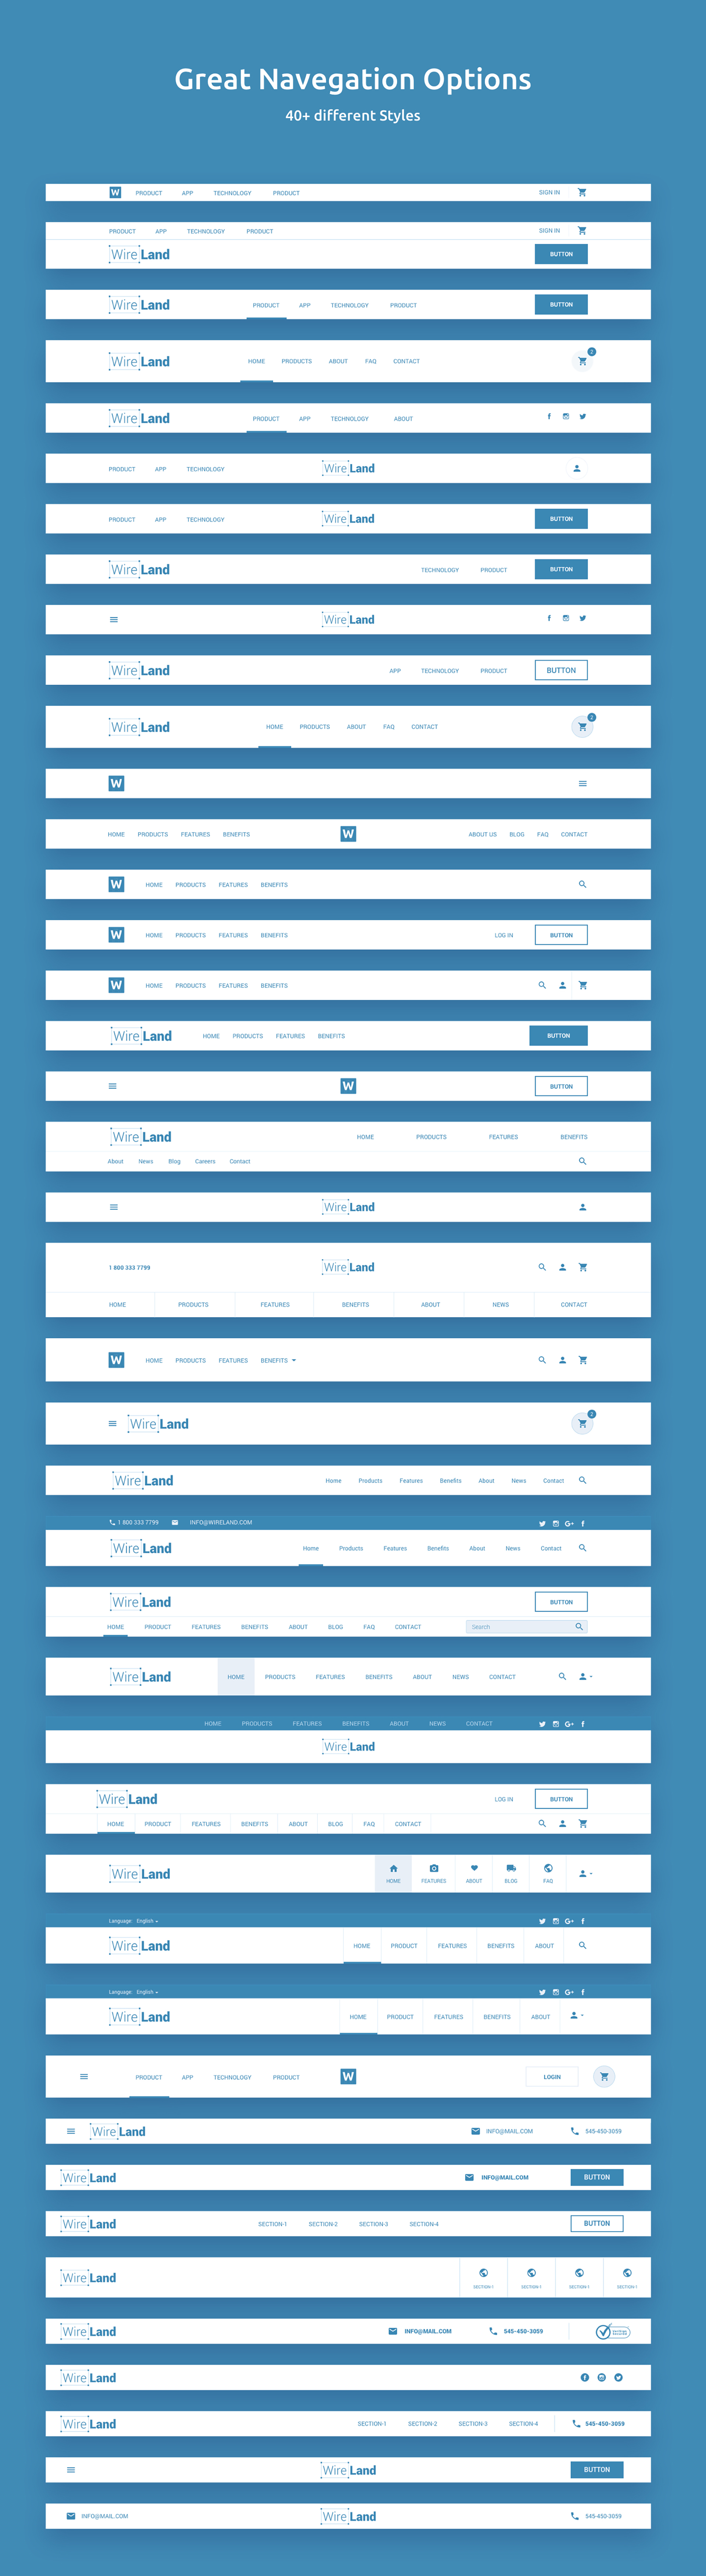 Great Navegation Options
40+ different Styles
W PRODUCT APP TECHNOLOGY PRODUCT SIGN IN
PRODUCT APP TECHNOLOGY PRODUCT SIGN IN
Wire Land BUTTON
Wire Land PRODUCT APP TECHNOLOGY PRODUCT BUTTON
Wire Land HOME PRODUCTS ABOUT FAQ CONTACT 2
Wire Land PRODUCT APP TECHNOLOGY ABOUT
PRODUCT APP TECHNOLOGY Wire Land
PRODUCT APP TECHNOLOGY Wire Land BUTTON
Wire Land TECHNOLOGY PRODUCT BUTTON
Wire Land
Wire Land APP TECHNOLOGY PRODUCT BUTTON
Wire Land HOME PRODUCTS ABOUT FAQ CONTACT 2
W
HOME PRODUCTS FEATURES BENEFITS W ABOUT US BLOG FAQ CONTACT
W HOME PRODUCTS FEATURES BENEFITS
W HOME PRODUCTS FEATURES BENEFITS LOG IN BUTTON
W HOME PRODUCTS FEATURES BENEFITS
Wire Land HOME PRODUCTS FEATURES BENEFITS BUTTON
W BUTTON
Wire Land HOME PRODUCTS FEATURES BENEFITS
About News Blog Careers Contact
Wire Land
1 800 333 7799 Wire Land
HOME PRODUCTS FEATURES BENEFITS ABOUT NEWS CONTACT
W HOME PRODUCTS FEATURES BENEFITS
Wire Land 2
Wire Land Home Products Features Benefits About News Contact
1 800 333 7799 INFO@WIRELAND.COM
Wire Land Home Products Features Benefits About News Contact
Wire Land BUTTON
HOME PRODUCT FEATURES BENEFITS ABOUT BLOG FAQ CONTACT Search
Wire Land HOME PRODUCTS FEATURES BENEFITS ABOUT NEWS CONTACT
HOME PRODUCTS FEATURES BENEFITS ABOUT NEWS CONTACT
Wire Land
Wire Land LOG IN BUTTON
HOME PRODUCT FEATURES BENEFITS ABOUT BLOG FAQ CONTACT
Wire Land HOME FEATURES ABOUT BLOG FAQ
Language: English
Wire Land HOME PRODUCT FEATURES BENEFITS ABOUT
Language: English
Wire Land HOME PRODUCT FEATURES BENEFITS ABOUT
PRODUCT APP TECHNOLOGY PRODUCT W LOGIN
Wire Land INFO@MAIL.COM 545-450-3059
Wire Land INFO@MAIL.COM BUTTON
Wire Land SECTION-1 SECTION-2 SECTION-3 SECTION-4 BUTTON
Wire Land SECTION-1 SECTION-1 SECTION-1 SECTION-1
Wire Land INFO@MAIL.COM 545-450-3059
Wire Land
Wire Land SECTION-1 SECTION-2 SECTION-3 SECTION-4 545-450-3059
Wire Land BUTTON
INFO@MAIL.COM Wire Land 545-450-3059